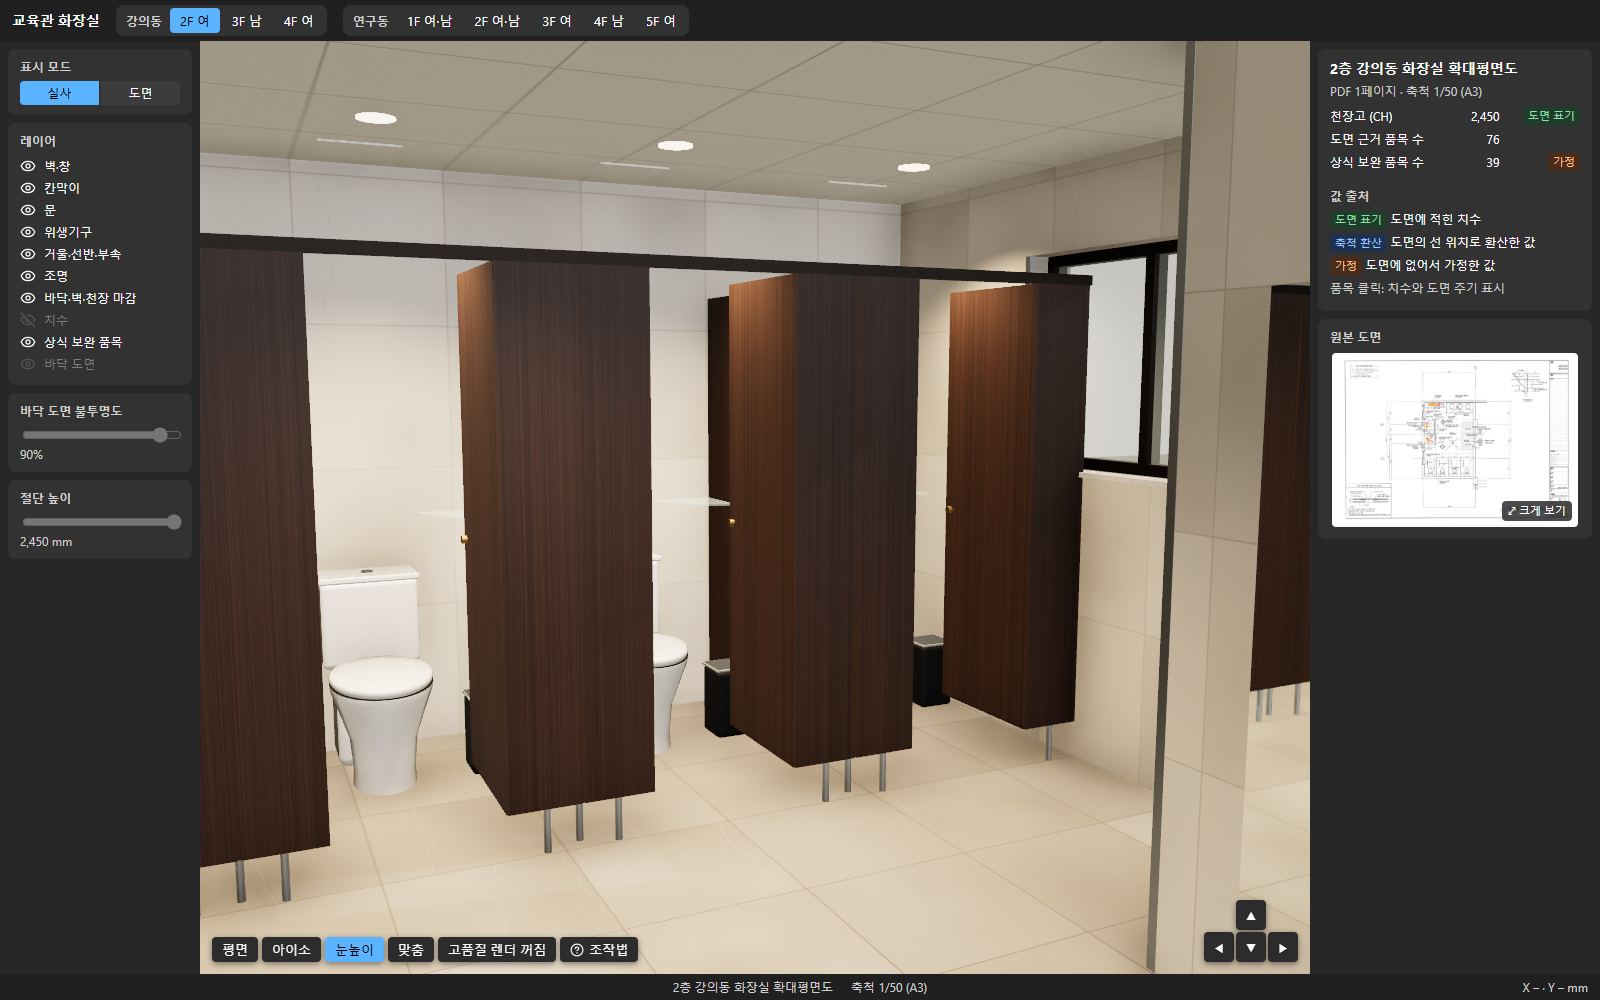 교육관 화장실
강의동 2F 여 3F 남 4F 여
연구동 1F 여·남 2F 여·남 3F 여 4F 남 5F 여
표시 모드
실사 도면
레이어
벽·창
칸막이
문
위생기구
거울·선반·부속
조명
바닥·벽·천장 마감
치수
상식 보완 품목
바닥 도면
바닥 도면 불투명도
90%
절단 높이
2,450 mm
평면 아이소 눈높이 맞춤 고품질 렌더 꺼짐 ? 조작법
▲
◀ ▼ ▶
2층 강의동 화장실 확대평면도
PDF 1페이지 · 축척 1/50 (A3)
천장고 (CH) 2,450 도면 표기
도면 근거 품목 수 76
상식 보완 품목 수 39 가정
값 출처
도면 표기 도면에 적힌 치수
축척 환산 도면의 선 위치로 환산한 값
가정 도면에 없어서 가정한 값
품목 클릭: 치수와 도면 주기 표시
원본 도면
⤢ 크게 보기
2층 강의동 화장실 확대평면도 축척 1/50 (A3)
X – · Y – mm